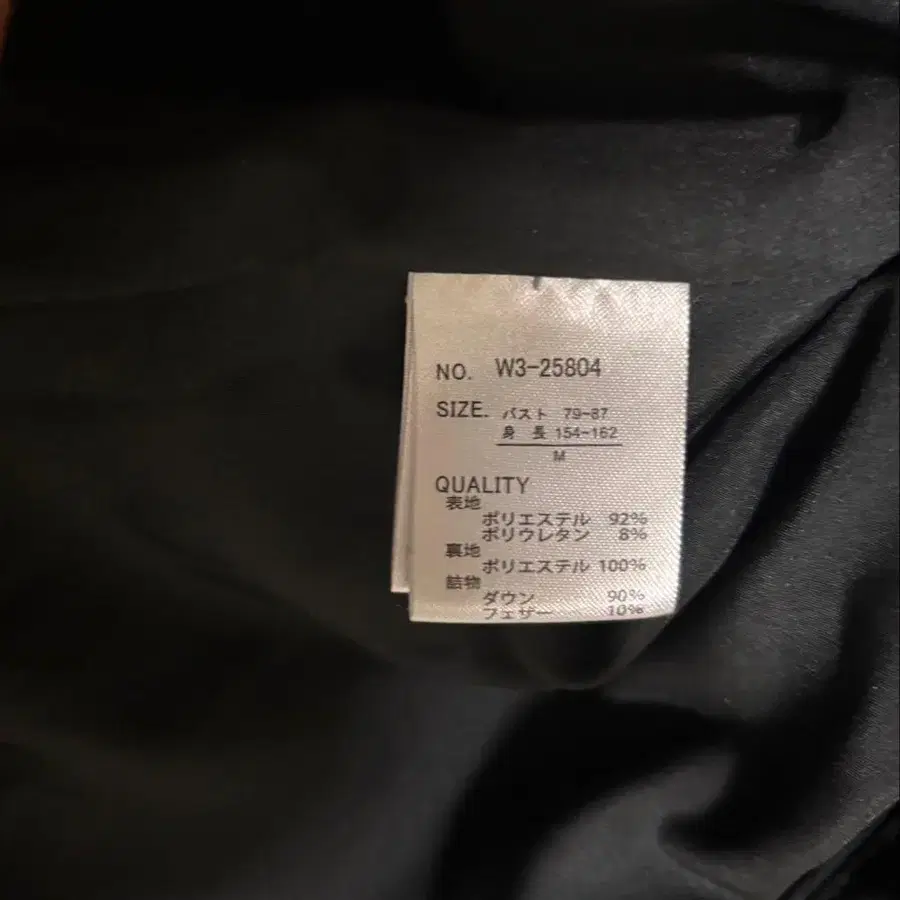 NO. W3-25804
SIZE. バスト 79-87
身 長 154-162
M
QUALITY
表地
ポリエステル 92%
ポリウレタン 8%
裏地
ポリエステル 100%
詰物
ダウン 90%
フェザー 10%